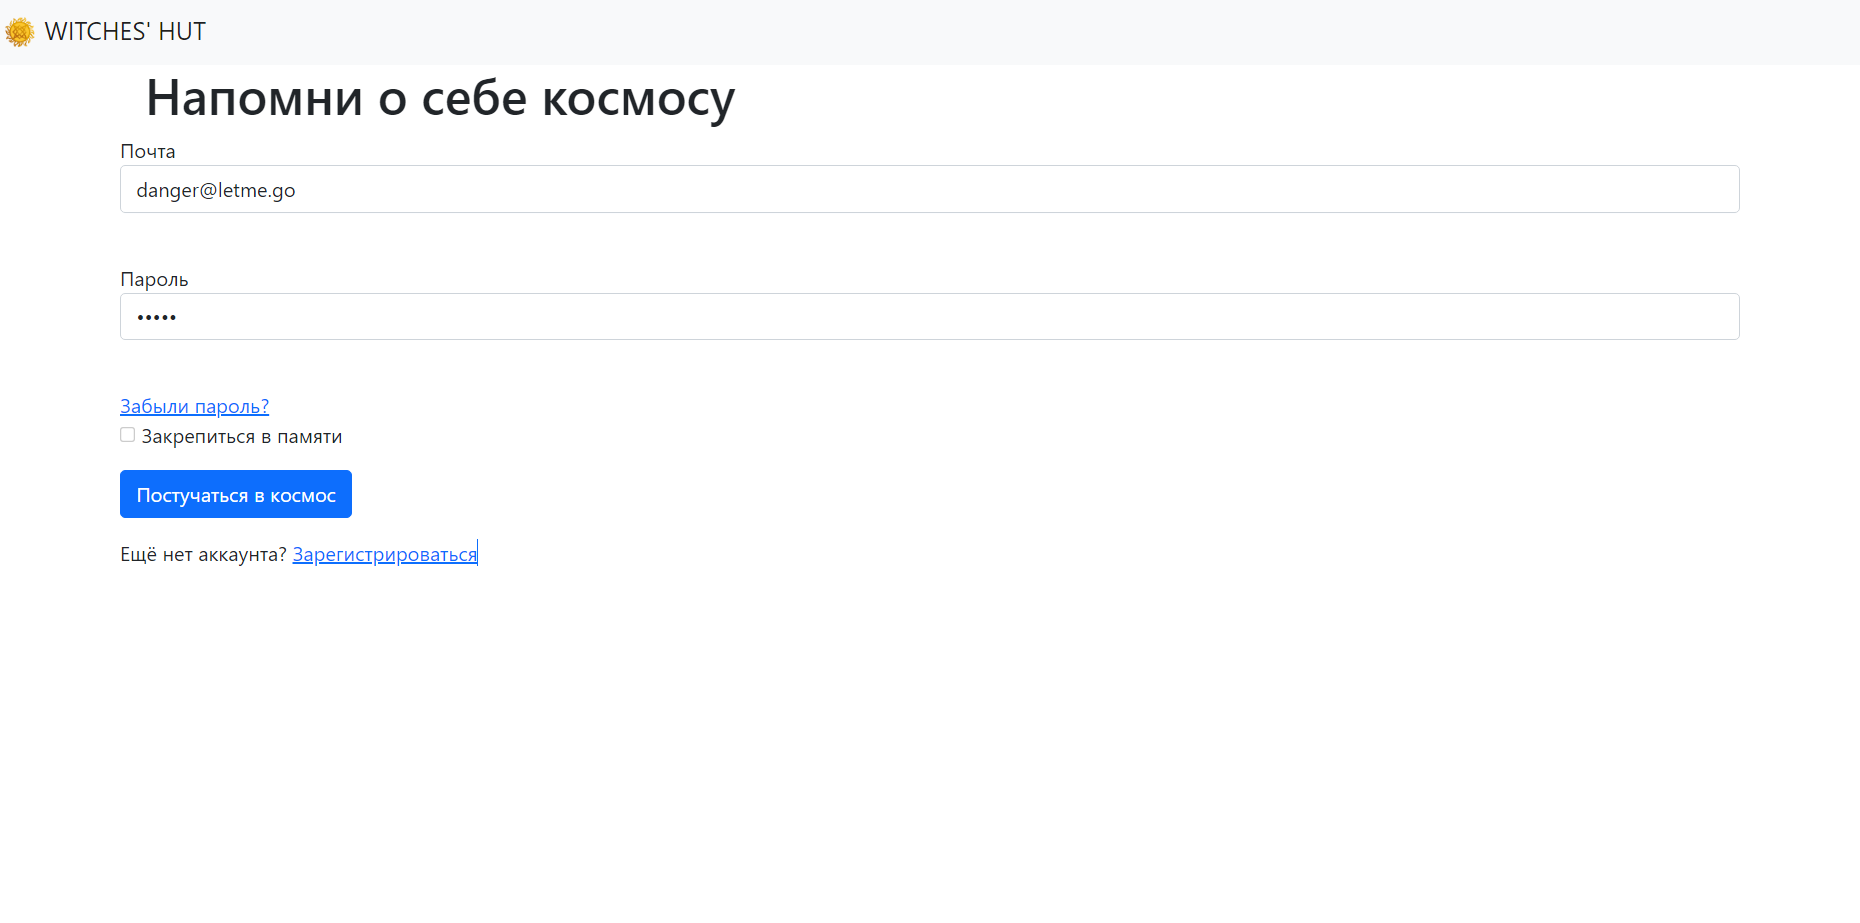 WITCHES' HUT
Напомни о себе космосу
Почта
danger@letme.go
Пароль
•••••
Забыли пароль?
Закрепиться в памяти
Постучаться в космос
Ещё нет аккаунта? Зарегистрироваться